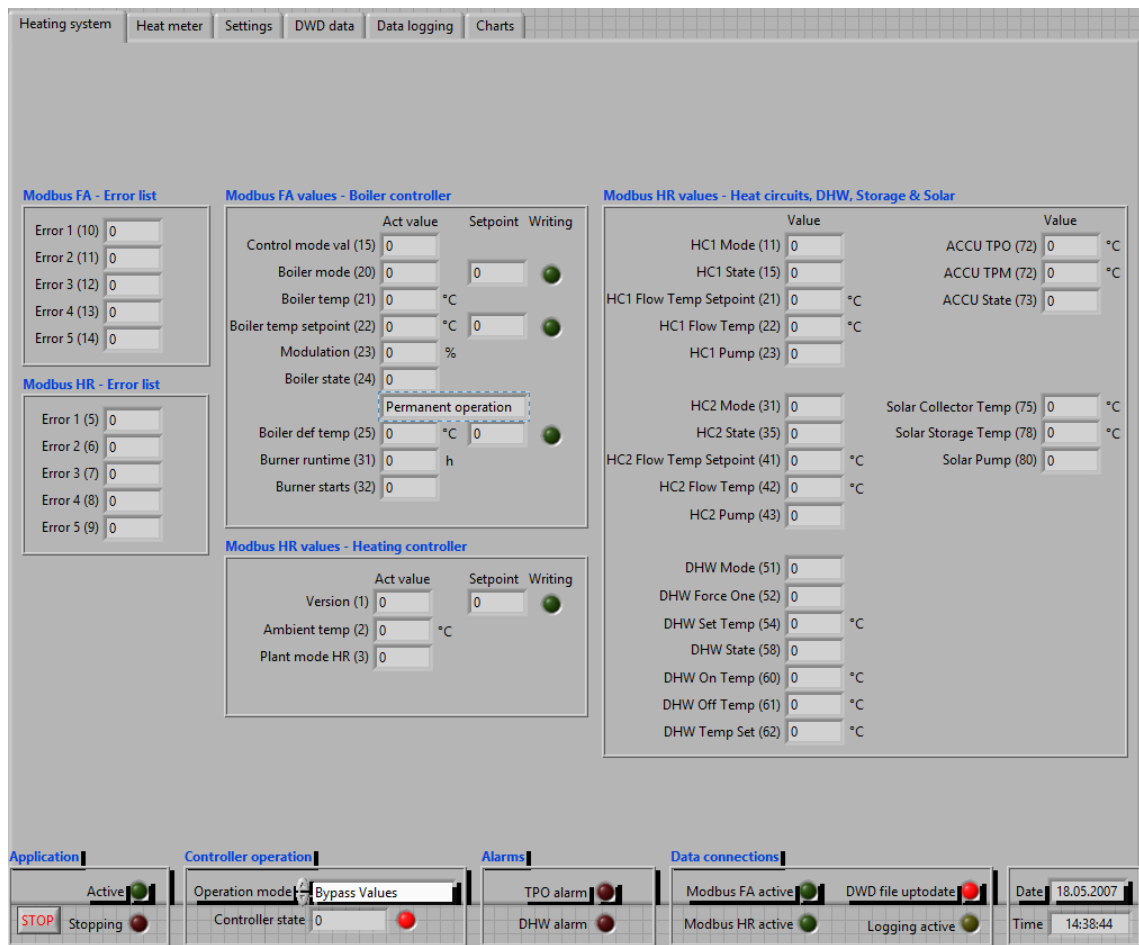 Heating system Heat meter Settings DWD data Data logging Charts
Modbus FA - Error list
Error 1 (10) 0
Error 2 (11) 0
Error 3 (12) 0
Error 4 (13) 0
Error 5 (14) 0
Modbus HR - Error list
Error 1 (5) 0
Error 2 (6) 0
Error 3 (7) 0
Error 4 (8) 0
Error 5 (9) 0
Modbus FA values - Boiler controller
Act value Setpoint Writing
Control mode val (15) 0
Boiler mode (20) 0 0
Boiler temp (21) 0 °C
Boiler temp setpoint (22) 0 °C 0
Modulation (23) 0 %
Boiler state (24) 0
Permanent operation
Boiler def temp (25) 0 °C 0
Burner runtime (31) 0 h
Burner starts (32) 0
Modbus HR values - Heating controller
Act value Setpoint Writing
Version (1) 0 0
Ambient temp (2) 0 °C
Plant mode HR (3) 0
Modbus HR values - Heat circuits, DHW, Storage & Solar
Value Value
HC1 Mode (11) 0 ACCU TPO (72) 0 °C
HC1 State (15) 0 ACCU TPM (72) 0 °C
HC1 Flow Temp Setpoint (21) 0 °C ACCU State (73) 0
HC1 Flow Temp (22) 0 °C
HC1 Pump (23) 0
HC2 Mode (31) 0 Solar Collector Temp (75) 0 °C
HC2 State (35) 0 Solar Storage Temp (78) 0 °C
HC2 Flow Temp Setpoint (41) 0 °C Solar Pump (80) 0
HC2 Flow Temp (42) 0 °C
HC2 Pump (43) 0
DHW Mode (51) 0
DHW Force One (52) 0
DHW Set Temp (54) 0 °C
DHW State (58) 0
DHW On Temp (60) 0 °C
DHW Off Temp (61) 0 °C
DHW Temp Set (62) 0 °C
Application
Active
STOP Stopping
Controller operation
Operation mode Bypass Values
Controller state 0
Alarms
TPO alarm
DHW alarm
Data connections
Modbus FA active DWD file uptodate
Modbus HR active Logging active
Date 18.05.2007
Time 14:38:44